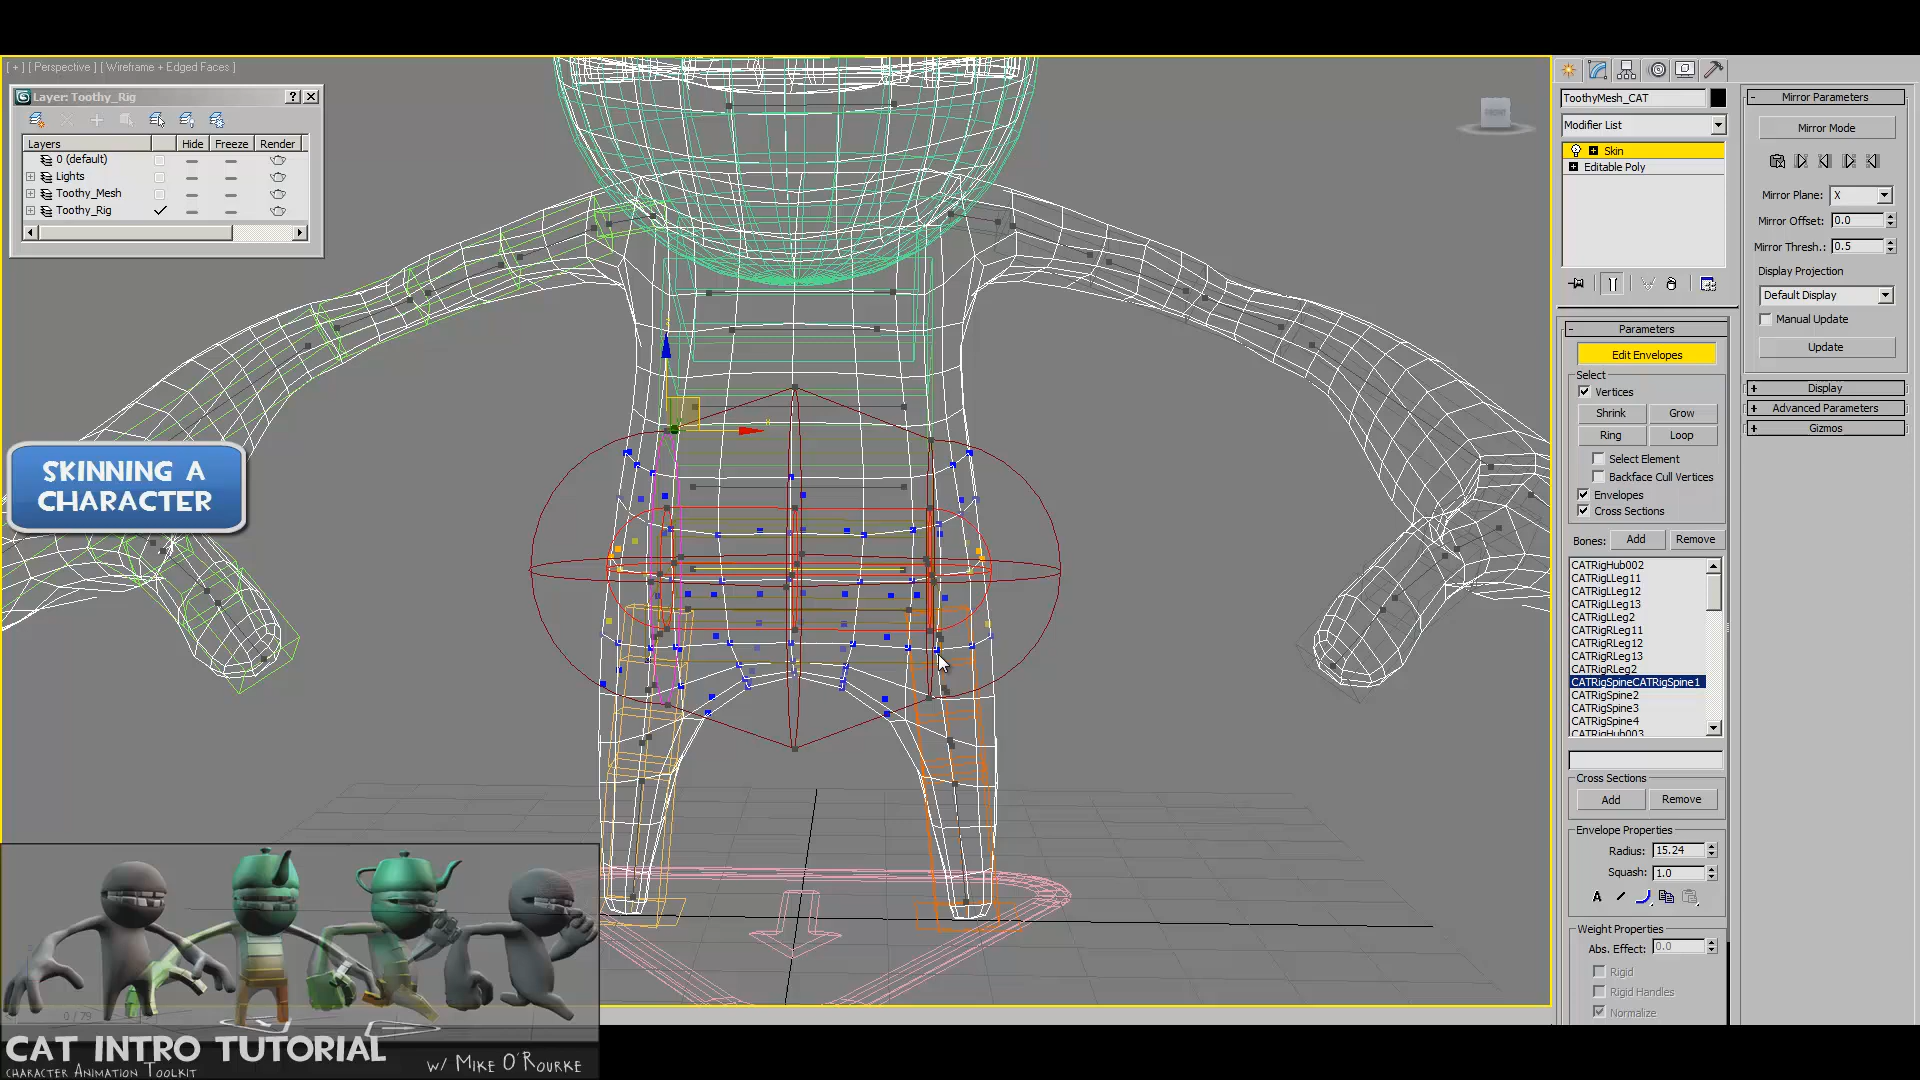 [ + ] [ Perspective ] [ Wireframe + Edged Faces ]
Layer: Toothy_Rig
?
Layers Hide Freeze Render
0 (default)
Lights
Toothy_Mesh
Toothy_Rig
SKINNING A
CHARACTER
0 / 79
CAT INTRO TUTORIAL
CHARACTER ANIMATION TOOLKIT
W/ MIKE O'ROURKE
FRONT
ToothyMesh_CAT
Modifier List
Skin
Editable Poly
Parameters
Edit Envelopes
Select
Vertices
Shrink Grow
Ring Loop
Select Element
Backface Cull Vertices
Envelopes
Cross Sections
Bones: Add Remove
CATRigHub002
CATRigLLeg11
CATRigLLeg12
CATRigLLeg13
CATRigLLeg2
CATRigRLeg11
CATRigRLeg12
CATRigRLeg13
CATRigRLeg2
CATRigSpineCATRigSpine1
CATRigSpine2
CATRigSpine3
CATRigSpine4
CATRigHub003
Cross Sections
Add Remove
Envelope Properties
Radius: 15.24
Squash: 1.0
A
Weight Properties
Abs. Effect: 0.0
Rigid
Rigid Handles
Normalize
Mirror Parameters
Mirror Mode
Mirror Plane: X
Mirror Offset: 0.0
Mirror Thresh.: 0.5
Display Projection
Default Display
Manual Update
Update
Display
Advanced Parameters
Gizmos